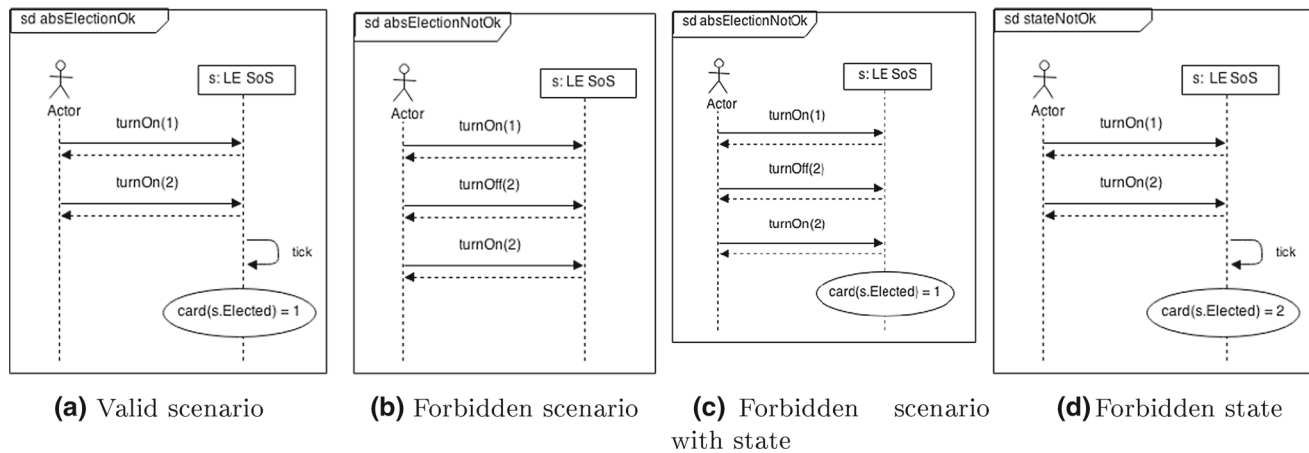 sd absElectionOk
s: LE SoS
Actor
turnOn(1)
turnOn(2)
tick
card(s.Elected) = 1
(a) Valid scenario
sd absElectionNotOk
s: LE SoS
Actor
turnOn(1)
turnOff(2)
turnOn(2)
(b) Forbidden scenario
sd absElectionNotOk
s: LE SoS
Actor
turnOn(1)
turnOff(2)
turnOn(2)
card(s.Elected) = 1
(c) Forbidden scenario
with state
sd stateNotOk
s: LE SoS
Actor
turnOn(1)
turnOn(2)
tick
card(s.Elected) = 2
(d) Forbidden state